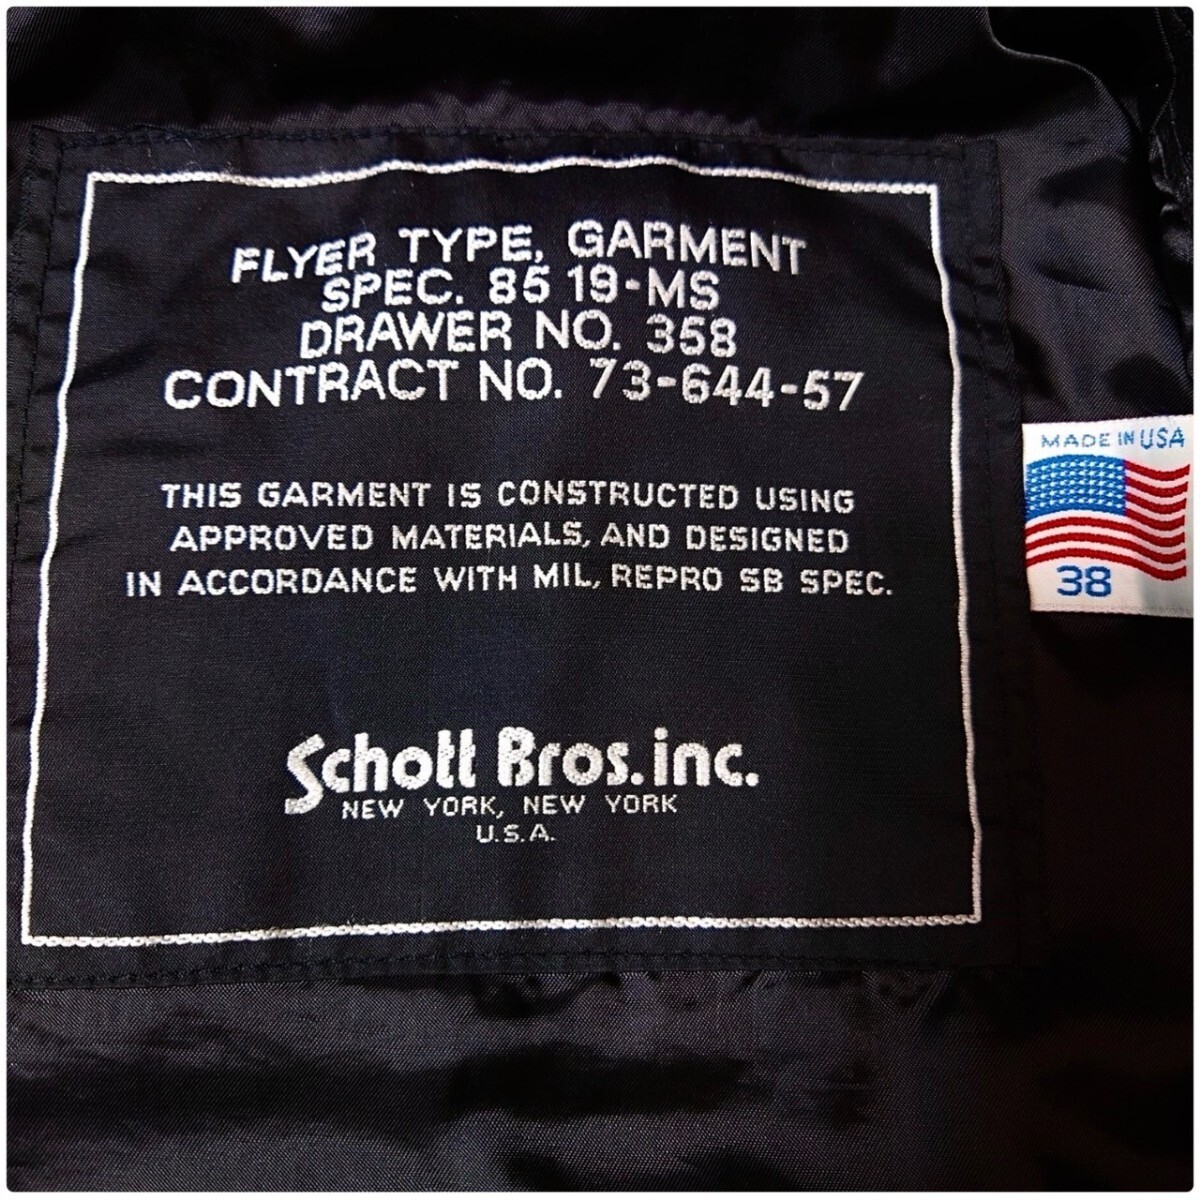 FLYER TYPE, GARMENT
SPEC. 85 19-MS
DRAWER NO. 358
CONTRACT NO. 73-644-57
THIS GARMENT IS CONSTRUCTED USING
APPROVED MATERIALS, AND DESIGNED
IN ACCORDANCE WITH MIL, REPRO SB SPEC.
Schott Bros. inc.
NEW YORK, NEW YORK
U.S.A.
MADE IN USA
38